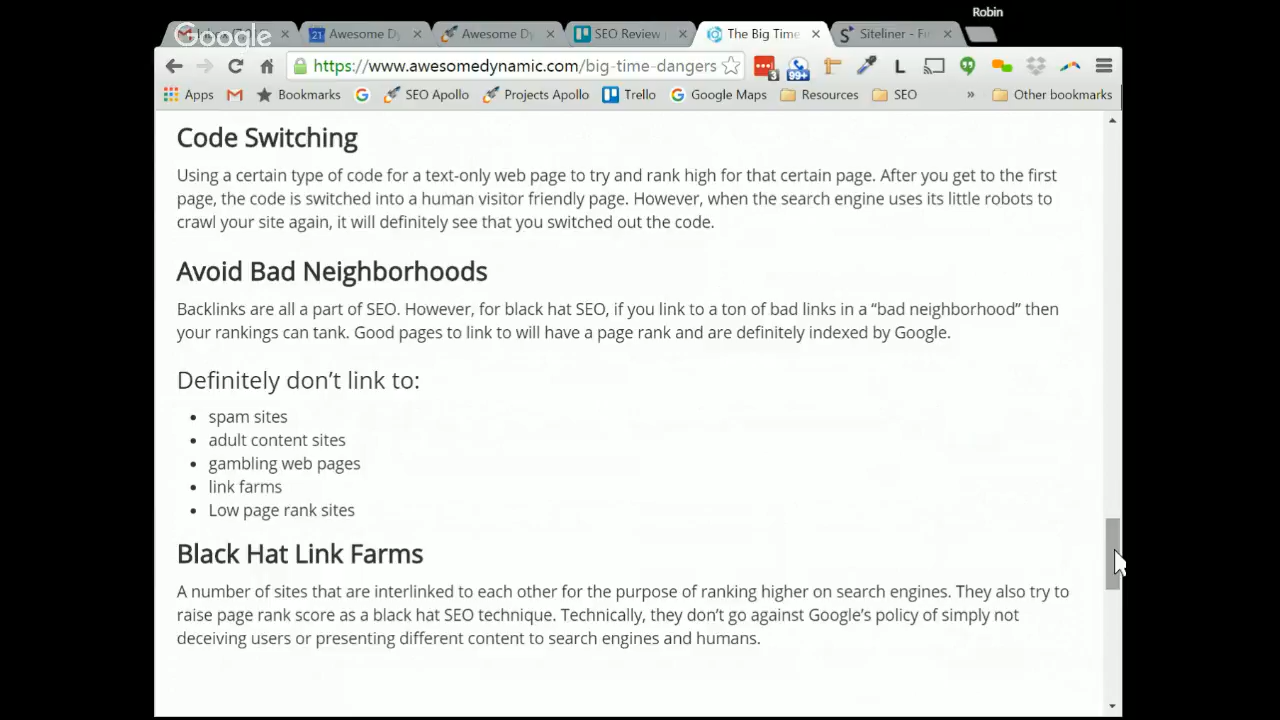 Robin
Google
Awesome Dy
Awesome Dy
SEO Review
The Big Time
Siteliner - Fi
https://www.awesomedynamic.com/big-time-dangers
3
99+
L
Apps
Bookmarks
SEO Apollo
Projects Apollo
Trello
Google Maps
Resources
SEO
»
Other bookmarks
Code Switching
Using a certain type of code for a text-only web page to try and rank high for that certain page. After you get to the first
page, the code is switched into a human visitor friendly page. However, when the search engine uses its little robots to
crawl your site again, it will definitely see that you switched out the code.
Avoid Bad Neighborhoods
Backlinks are all a part of SEO. However, for black hat SEO, if you link to a ton of bad links in a “bad neighborhood” then
your rankings can tank. Good pages to link to will have a page rank and are definitely indexed by Google.
Definitely don’t link to:
• spam sites
• adult content sites
• gambling web pages
• link farms
• Low page rank sites
Black Hat Link Farms
A number of sites that are interlinked to each other for the purpose of ranking higher on search engines. They also try to
raise page rank score as a black hat SEO technique. Technically, they don’t go against Google’s policy of simply not
deceiving users or presenting different content to search engines and humans.